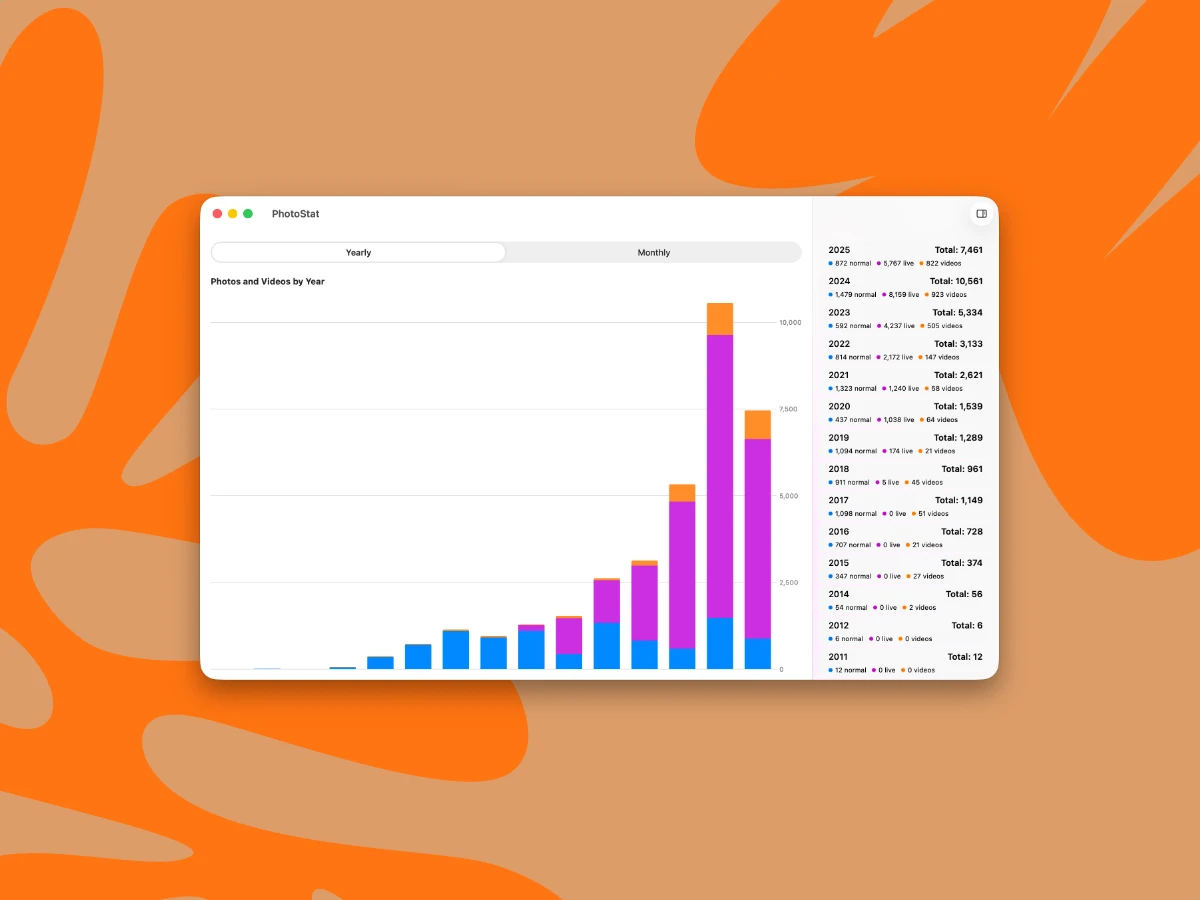 PhotoStat
Yearly
Monthly
Photos and Videos by Year
10,000
7,500
5,000
2,500
0
2025 Total: 7,461
872 normal 5,767 live 822 videos
2024 Total: 10,561
1,479 normal 8,159 live 923 videos
2023 Total: 5,334
592 normal 4,237 live 505 videos
2022 Total: 3,133
814 normal 2,172 live 147 videos
2021 Total: 2,621
1,323 normal 1,240 live 58 videos
2020 Total: 1,539
437 normal 1,038 live 64 videos
2019 Total: 1,289
1,094 normal 174 live 21 videos
2018 Total: 961
911 normal 5 live 45 videos
2017 Total: 1,149
1,098 normal 0 live 51 videos
2016 Total: 728
707 normal 0 live 21 videos
2015 Total: 374
347 normal 0 live 27 videos
2014 Total: 56
54 normal 0 live 2 videos
2012 Total: 6
6 normal 0 live 0 videos
2011 Total: 12
12 normal 0 live 0 videos